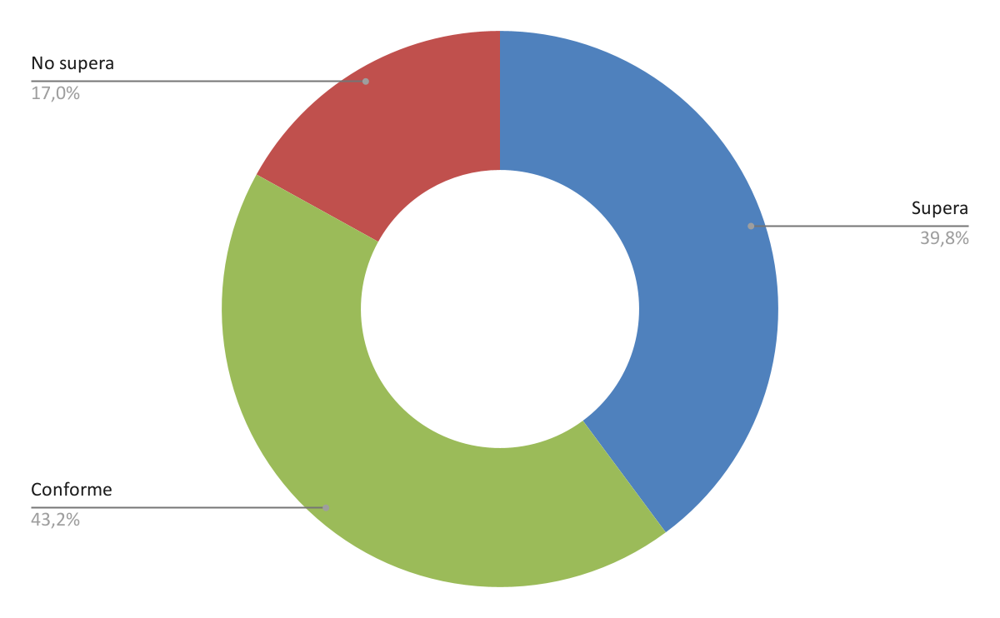 No supera
17,0%
Supera
39,8%
Conforme
43,2%